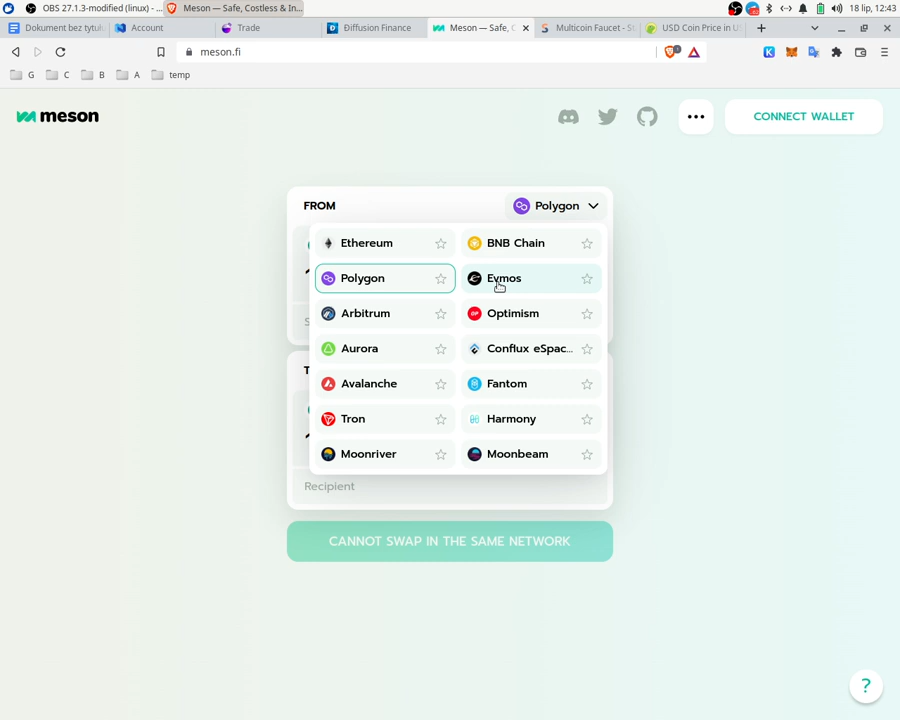 OBS 27.1.3-modified (linux) - ... Meson — Safe, Costless & In... 18 lip, 12:43
Dokument bez tytułu Account Trade Điffusion Finance Meson — Safe, C Multicoin Faucet - St USD Coin Price in US
meson.fi
G C B A temp
meson CONNECT WALLET
FROM Polygon
Ethereum BNB Chain
Polygon Evmos
Arbitrum Optimism
Aurora Conflux eSpac...
Avalanche Fantom
Tron Harmony
Moonriver Moonbeam
Recipient
CANNOT SWAP IN THE SAME NETWORK
?